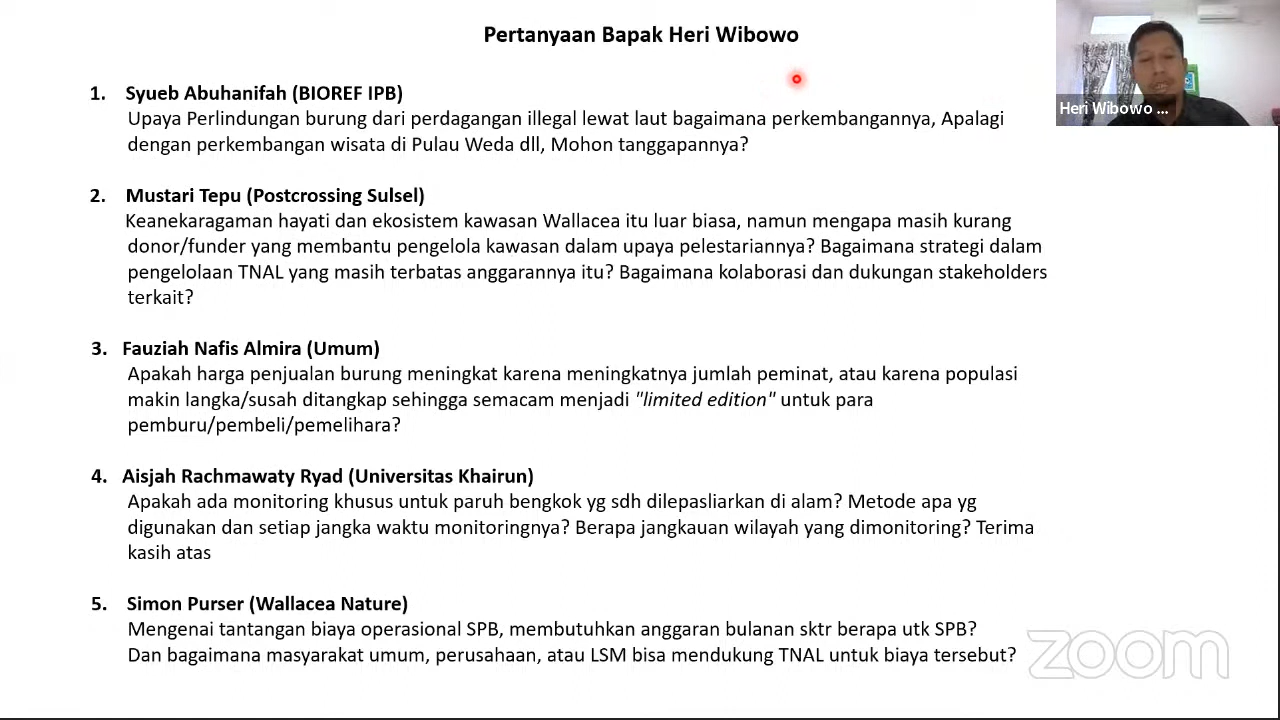 Pertanyaan Bapak Heri Wibowo
Heri Wibowo ...
1. Syueb Abuhanifah (BIOREF IPB)
Upaya Perlindungan burung dari perdagangan illegal lewat laut bagaimana perkembangannya, Apalagi
dengan perkembangan wisata di Pulau Weda dll, Mohon tanggapannya?
2. Mustari Tepu (Postcrossing Sulsel)
Keanekaragaman hayati dan ekosistem kawasan Wallacea itu luar biasa, namun mengapa masih kurang
donor/funder yang membantu pengelola kawasan dalam upaya pelestariannya? Bagaimana strategi dalam
pengelolaan TNAL yang masih terbatas anggarannya itu? Bagaimana kolaborasi dan dukungan stakeholders
terkait?
3. Fauziah Nafis Almira (Umum)
Apakah harga penjualan burung meningkat karena meningkatnya jumlah peminat, atau karena populasi
makin langka/susah ditangkap sehingga semacam menjadi "limited edition" untuk para
pemburu/pembeli/pemelihara?
4. Aisjah Rachmawaty Ryad (Universitas Khairun)
Apakah ada monitoring khusus untuk paruh bengkok yg sdh dilepasliarkan di alam? Metode apa yg
digunakan dan setiap jangka waktu monitoringnya? Berapa jangkauan wilayah yang dimonitoring? Terima
kasih atas
5. Simon Purser (Wallacea Nature)
Mengenai tantangan biaya operasional SPB, membutuhkan anggaran bulanan sktr berapa utk SPB?
Dan bagaimana masyarakat umum, perusahaan, atau LSM bisa mendukung TNAL untuk biaya tersebut?
zoom